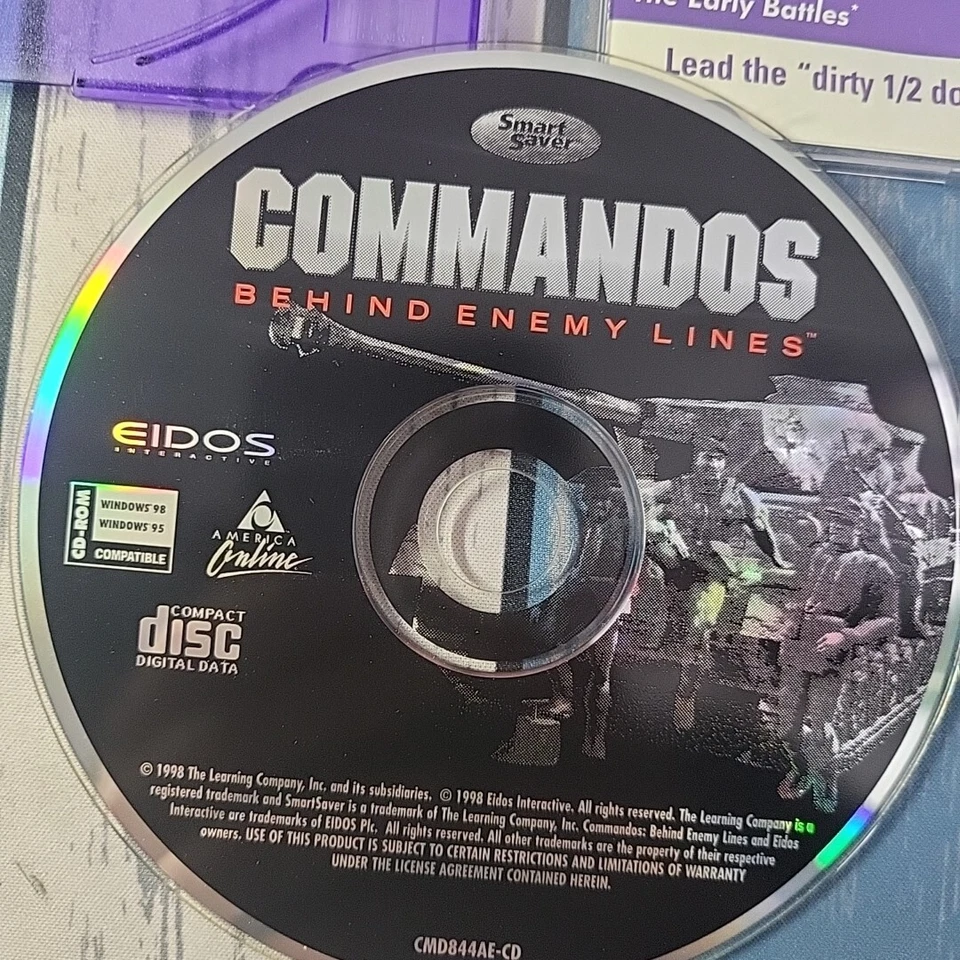 The Early Battles*
Lead the "dirty 1/2 do
Smart
Saver™
COMMANDOS
BEHIND ENEMY LINES™
EIDOS
INTERACTIVE
CD-ROM
WINDOWS®98
WINDOWS®95
COMPATIBLE
AMERICA
Online
COMPACT
disc
DIGITAL DATA
© 1998 The Learning Company, Inc. and its subsidiaries. © 1998 Eidos Interactive. All rights reserved. The Learning Company is a
registered trademark and SmartSaver is a trademark of The Learning Company, Inc. Commandos: Behind Enemy Lines and Eidos
Interactive are trademarks of EIDOS Plc. All rights reserved. All other trademarks are the property of their respective
owners. USE OF THIS PRODUCT IS SUBJECT TO CERTAIN RESTRICTIONS AND LIMITATIONS OF WARRANTY
UNDER THE LICENSE AGREEMENT CONTAINED HEREIN.
CMD844AE-CD